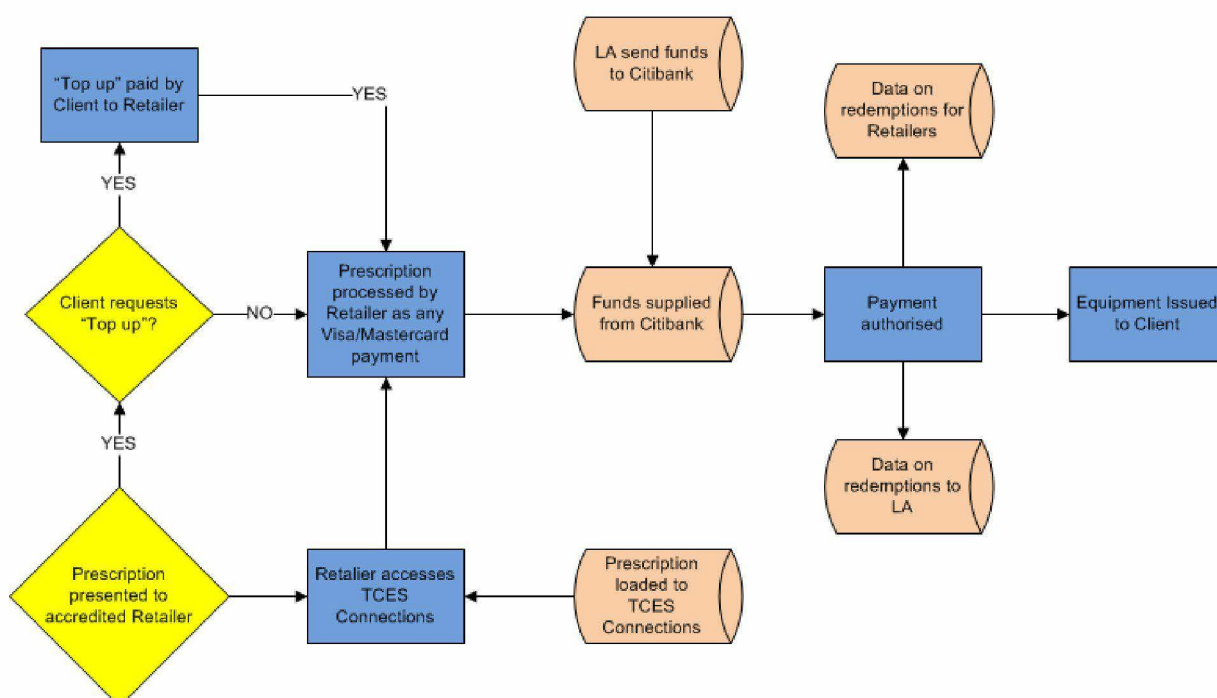 “Top up” paid by
Client to Retailer
YES
LA send funds
to Citibank
Data on
redemptions for
Retailers
YES
Client requests
“Top up”?
NO
Prescription
processed by
Retailer as any
Visa/Mastercard
payment
Funds supplied
from Citibank
Payment
authorised
Equipment Issued
to Client
YES
Data on
redemptions to
LA
Prescription
presented to
accredited Retailer
Retalier accesses
TCES
Connections
Prescription
loaded to
TCES
Connections